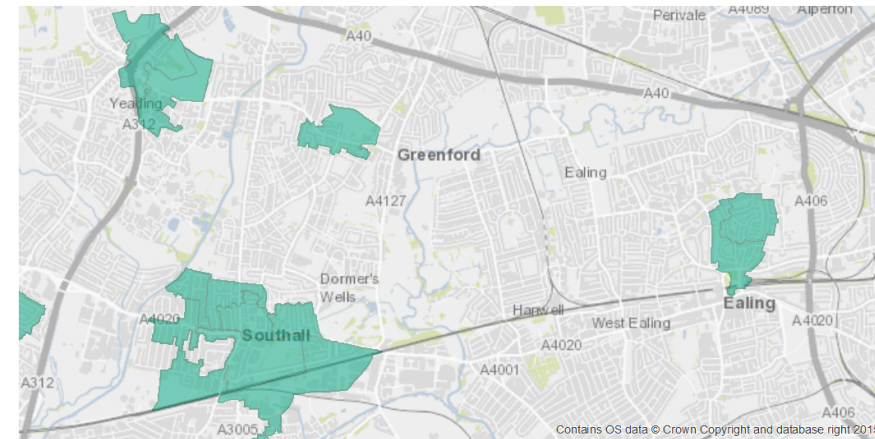 Perivale
A4089
Alperton
A40
A40
Yeading
A312
Greenford
Ealing
A4127
A406
Dormer's
Wells
Ealing
Hanwell
West Ealing
A4020
A4020
Southall
A4020
A4001
A312
A406
A3005
Contains OS data © Crown Copyright and database right 2015